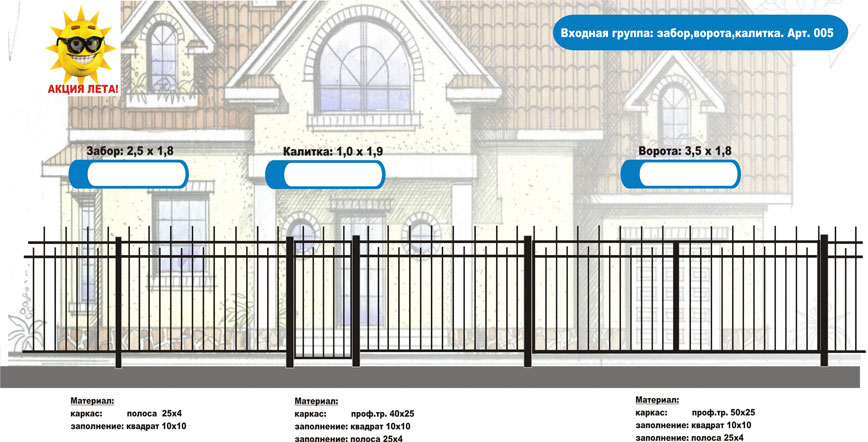 Входная группа: забор,ворота,калитка. Арт. 005
АКЦИЯ ЛЕТА!
Забор: 2,5 х 1,8
Калитка: 1,0 х 1,9
Ворота: 3,5 х 1,8
Материал:
каркас: полоса 25х4
заполнение: квадрат 10х10
Материал:
каркас: проф.тр. 40х25
заполнение: квадрат 10х10
заполнение: полоса 25х4
Материал:
каркас: проф.тр. 50х25
заполнение: квадрат 10х10
заполнение: полоса 25х4